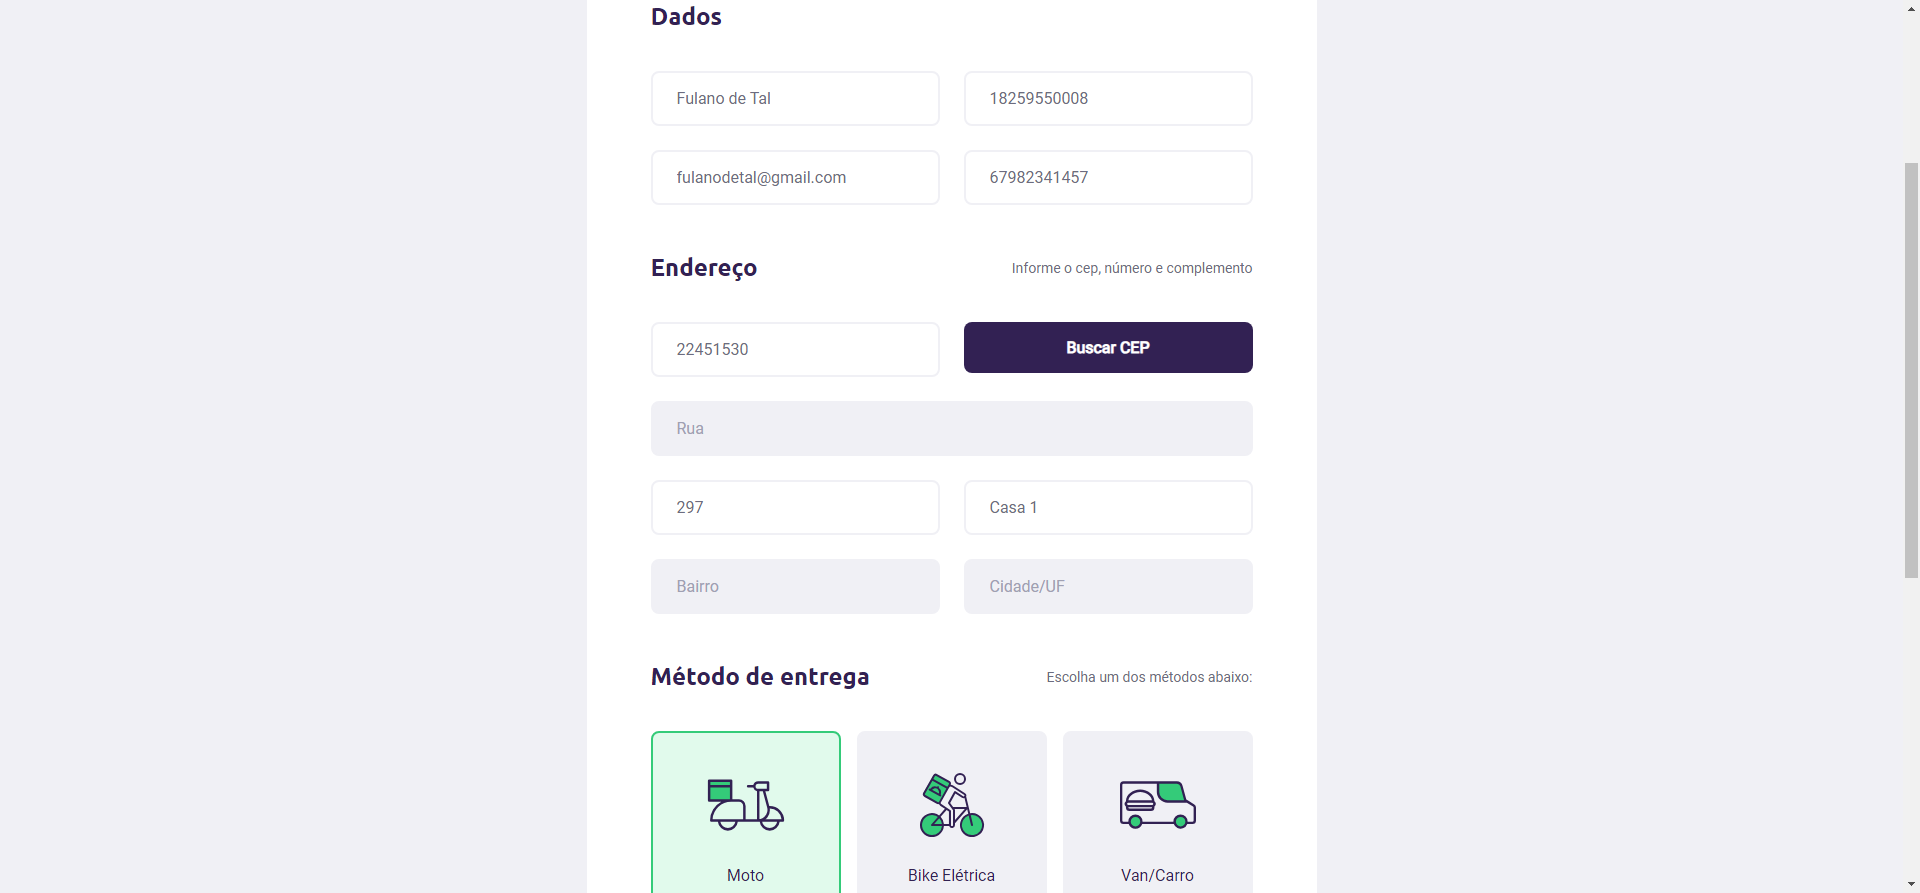 Dados
Fulano de Tal
18259550008
fulanodetal@gmail.com
67982341457
Endereço
Informe o cep, número e complemento
22451530
Buscar CEP
Rua
297
Casa 1
Bairro
Cidade/UF
Método de entrega
Escolha um dos métodos abaixo:
Moto
Bike Elétrica
Van/Carro